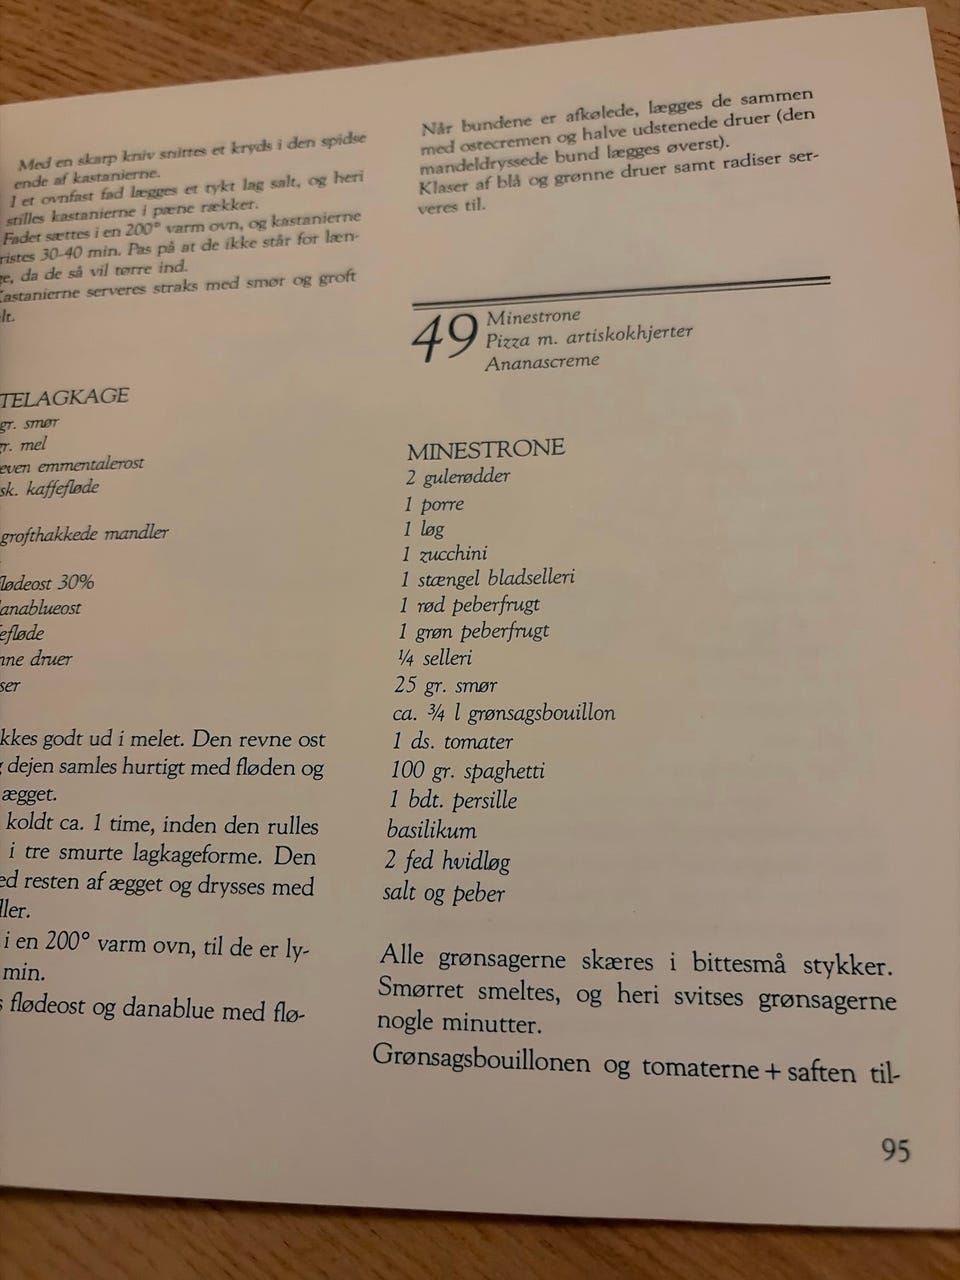 Med en skarp kniv snittes et kryds i den spidse
ende af kastanierne.
I et ovnfast fad lægges et tykt lag salt, og heri
stilles kastanierne i pæne rækker.
Fadet sættes i en 200° varm ovn, og kastanierne
ristes 30-40 min. Pas på at de ikke står for læn-
ge, da de så vil tørre ind.
Kastanierne serveres straks med smør og groft
alt.
TELAGKAGE
gr. smør
gr. mel
even emmentalerost
sk. kaffefløde
grofthakkede mandler
flødeost 30%
danablueost
efløde
nne druer
ser
kkes godt ud i melet. Den revne ost
g dejen samles hurtigt med fløden og
ægget.
koldt ca. 1 time, inden den rulles
i tre smurte lagkageforme. Den
ed resten af ægget og drysses med
ller.
i en 200° varm ovn, til de er ly-
min.
s flødeost og danablue med flø-
Når bundene er afkølede, lægges de sammen
med ostecremen og halve udstenede druer (den
mandeldryssede bund lægges øverst).
Klaser af blå og grønne druer samt radiser ser-
veres til.
49 Minestrone
Pizza m. artiskokhjerter
Ananascreme
MINESTRONE
2 gulerødder
1 porre
1 løg
1 zucchini
1 stængel bladselleri
1 rød peberfrugt
1 grøn peberfrugt
¼ selleri
25 gr. smør
ca. ¾ l grønsagsbouillon
1 ds. tomater
100 gr. spaghetti
1 bdt. persille
basilikum
2 fed hvidløg
salt og peber
Alle grønsagerne skæres i bittesmå stykker.
Smørret smeltes, og heri svitses grønsagerne
nogle minutter.
Grønsagsbouillonen og tomaterne + saften til-
95